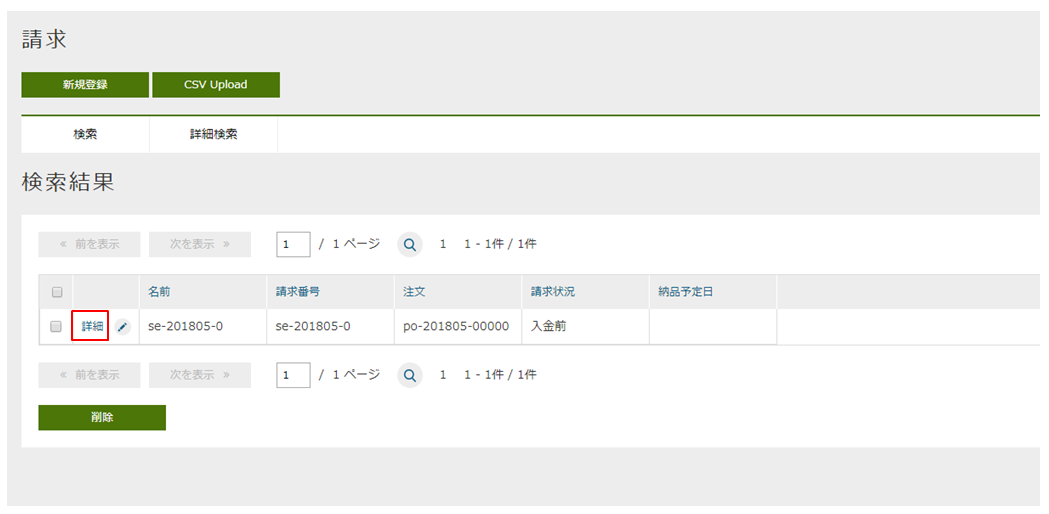 請求
新規登録 CSV Upload
検索 詳細検索
検索結果
« 前を表示 次を表示 » 1 / 1 ページ 1 1 - 1件 / 1件
名前 請求番号 注文 請求状況 納品予定日
詳細 se-201805-0 se-201805-0 po-201805-00000 入金前
« 前を表示 次を表示 » 1 / 1 ページ 1 1 - 1件 / 1件
削除